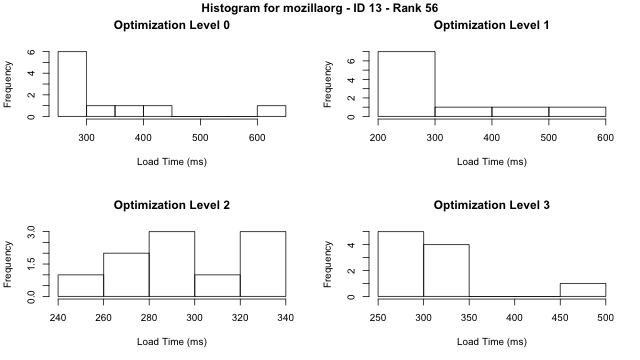 Histogram for mozillaorg - ID 13 - Rank 56
Optimization Level 0
Frequency
0 2 4 6
300 400 500 600
Load Time (ms)
Optimization Level 1
Frequency
0 2 4 6
200 300 400 500 600
Load Time (ms)
Optimization Level 2
Frequency
0.0 1.5 3.0
240 260 280 300 320 340
Load Time (ms)
Optimization Level 3
Frequency
0 2 4
250 300 350 400 450 500
Load Time (ms)